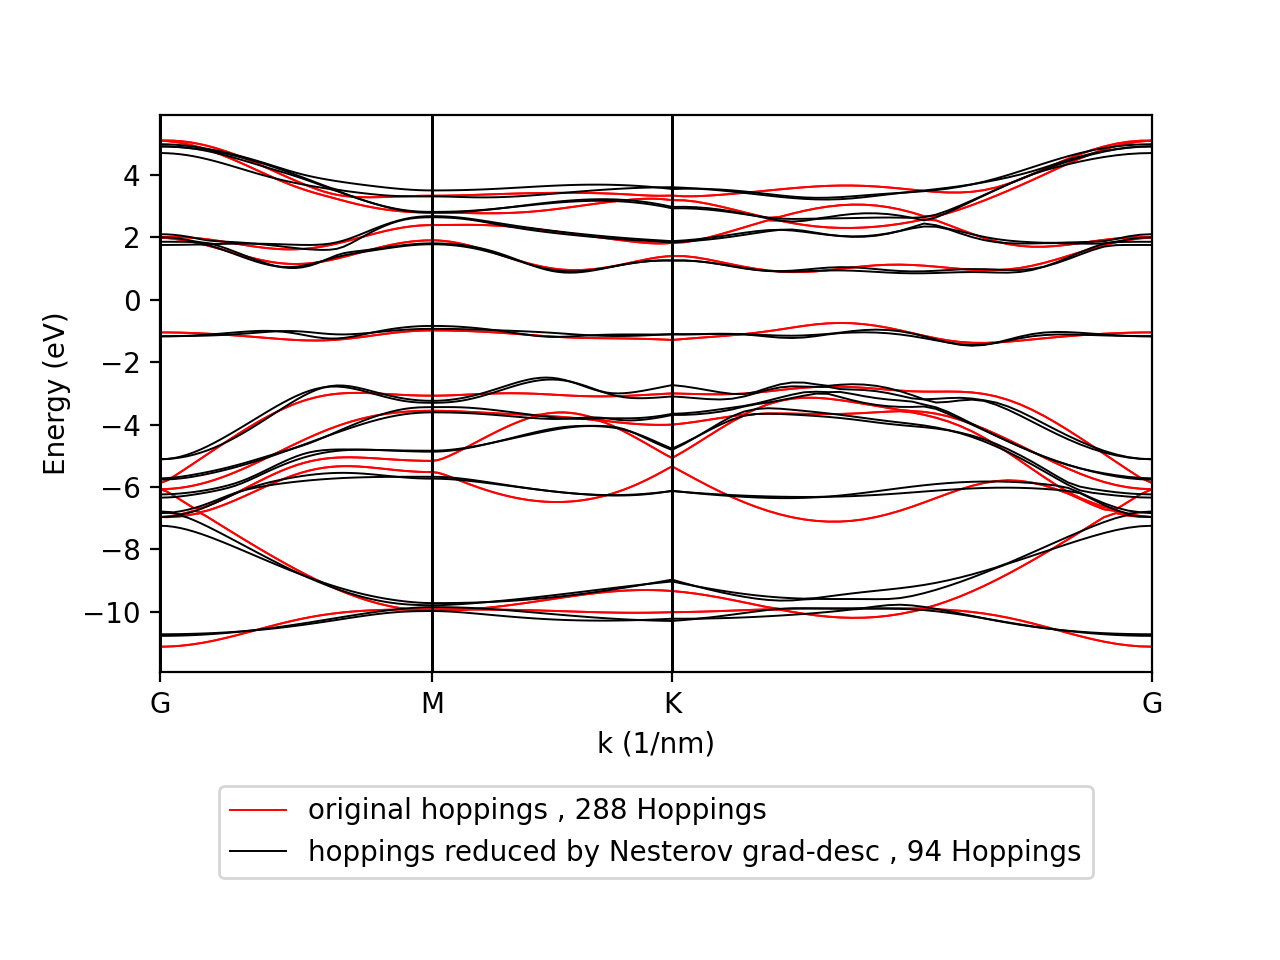 4
2
0
−2
−4
−6
−8
−10
Energy (eV)
G M K G
k (1/nm)
original hoppings , 288 Hoppings
hoppings reduced by Nesterov grad-desc , 94 Hoppings